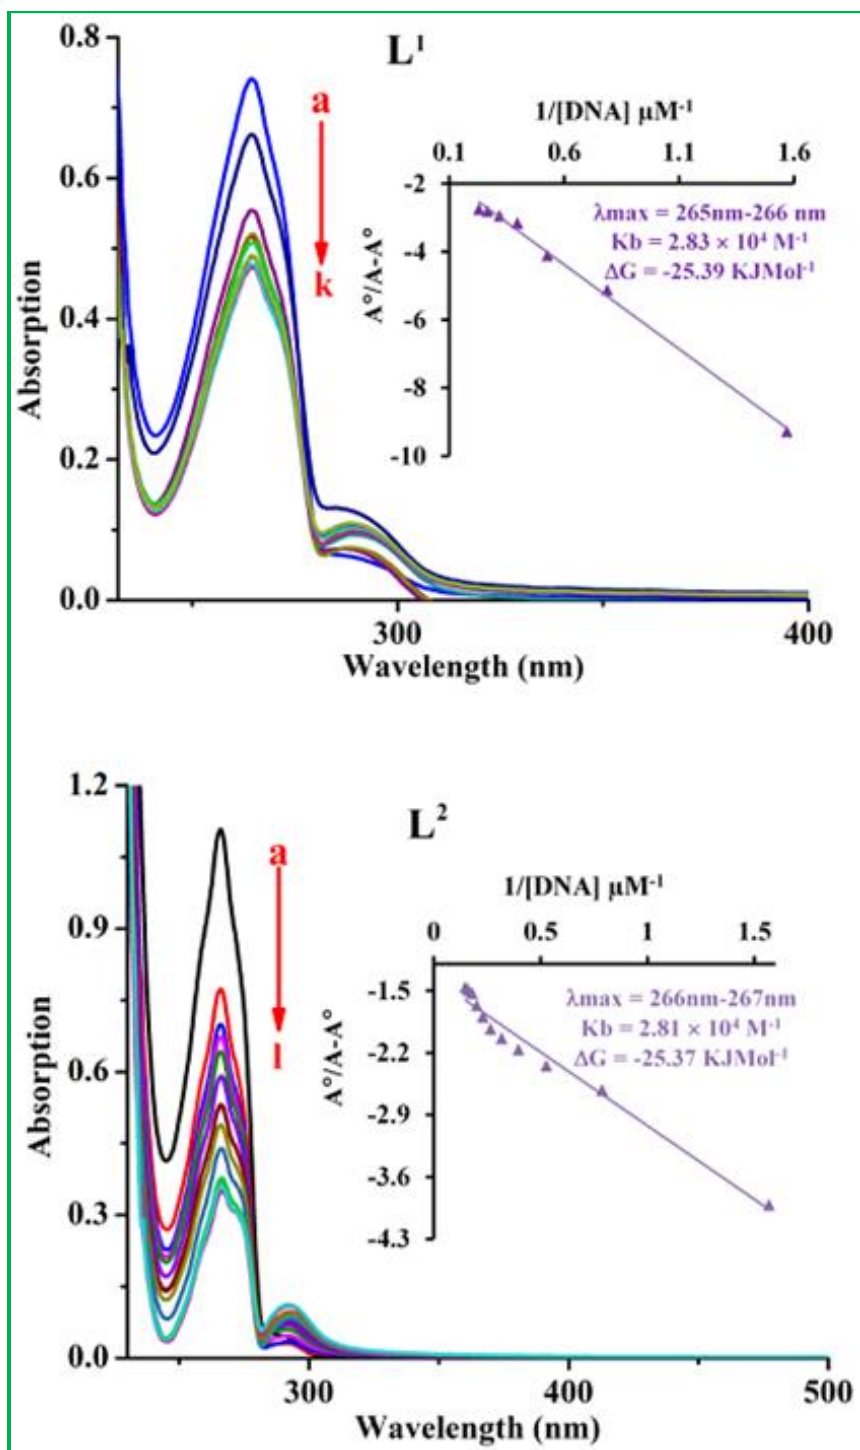 L¹
a
k
0.8
0.6
0.4
0.2
0.0
Absorption
300
400
Wavelength (nm)
1/[DNA] µM⁻¹
0.1
0.6
1.1
1.6
-2
-4
-6
-8
-10
A°/A-A°
λmax = 265nm-266 nm
Kb = 2.83 × 10⁴ M⁻¹
ΔG = -25.39 KJMol⁻¹
L²
a
l
1.2
0.9
0.6
0.3
0.0
Absorption
300
400
500
Wavelength (nm)
1/[DNA] µM⁻¹
0
0.5
1
1.5
-1.5
-2.2
-2.9
-3.6
-4.3
A°/A-A°
λmax = 266nm-267nm
Kb = 2.81 × 10⁴ M⁻¹
ΔG = -25.37 KJMol⁻¹